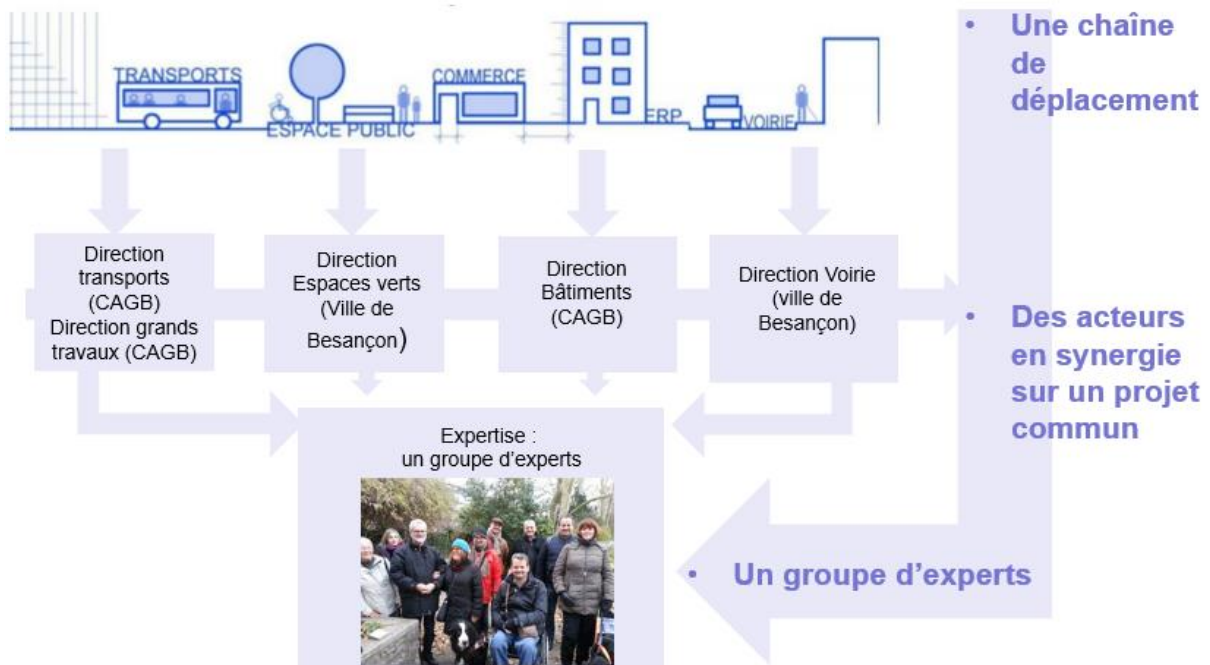 TRANSPORTS
ESPACE PUBLIC
COMMERCE
ERP
VOIRIE
• Une chaîne
de
déplacement
Direction
transports
(CAGB)
Direction grands
travaux (CAGB)
Direction
Espaces verts
(Ville de
Besançon)
Direction
Bâtiments
(CAGB)
Direction Voirie
(ville de
Besançon)
• Des acteurs
en synergie
sur un projet
commun
Expertise :
un groupe d'experts
• Un groupe d'experts